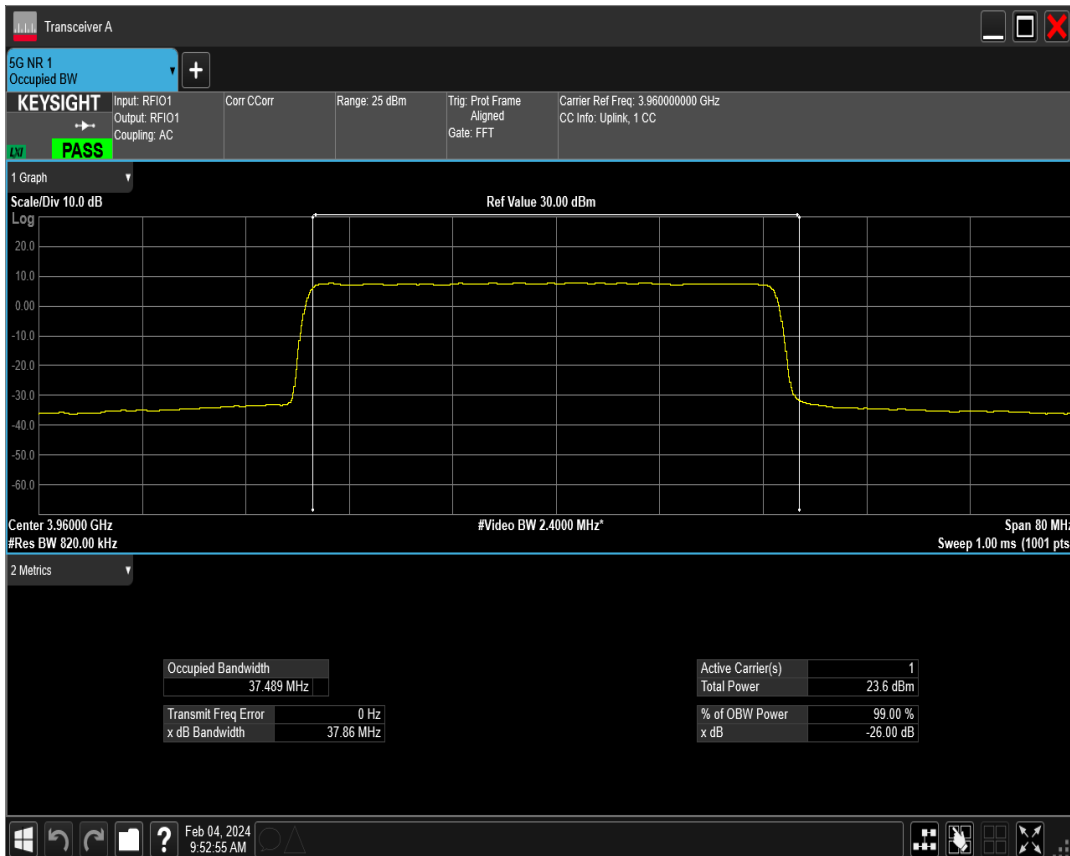 Transceiver A
5G NR 1
Occupied BW
+
KEYSIGHT
LXI
PASS
Input: RFIO1
Output: RFIO1
Coupling: AC
Corr CCorr
Range: 25 dBm
Trig: Prot Frame
Aligned
Gate: FFT
Carrier Ref Freq: 3.960000000 GHz
CC Info: Uplink, 1 CC
1 Graph
Scale/Div 10.0 dB
Ref Value 30.00 dBm
Log
20.0
10.0
0.00
-10.0
-20.0
-30.0
-40.0
-50.0
-60.0
Center 3.96000 GHz
#Video BW 2.4000 MHz*
Span 80 MHz
#Res BW 820.00 kHz
Sweep 1.00 ms (1001 pts
2 Metrics
Occupied Bandwidth
37.489 MHz
Transmit Freq Error 0 Hz
x dB Bandwidth 37.86 MHz
Active Carrier(s) 1
Total Power 23.6 dBm
% of OBW Power 99.00 %
x dB -26.00 dB
?
Feb 04, 2024
9:52:55 AM